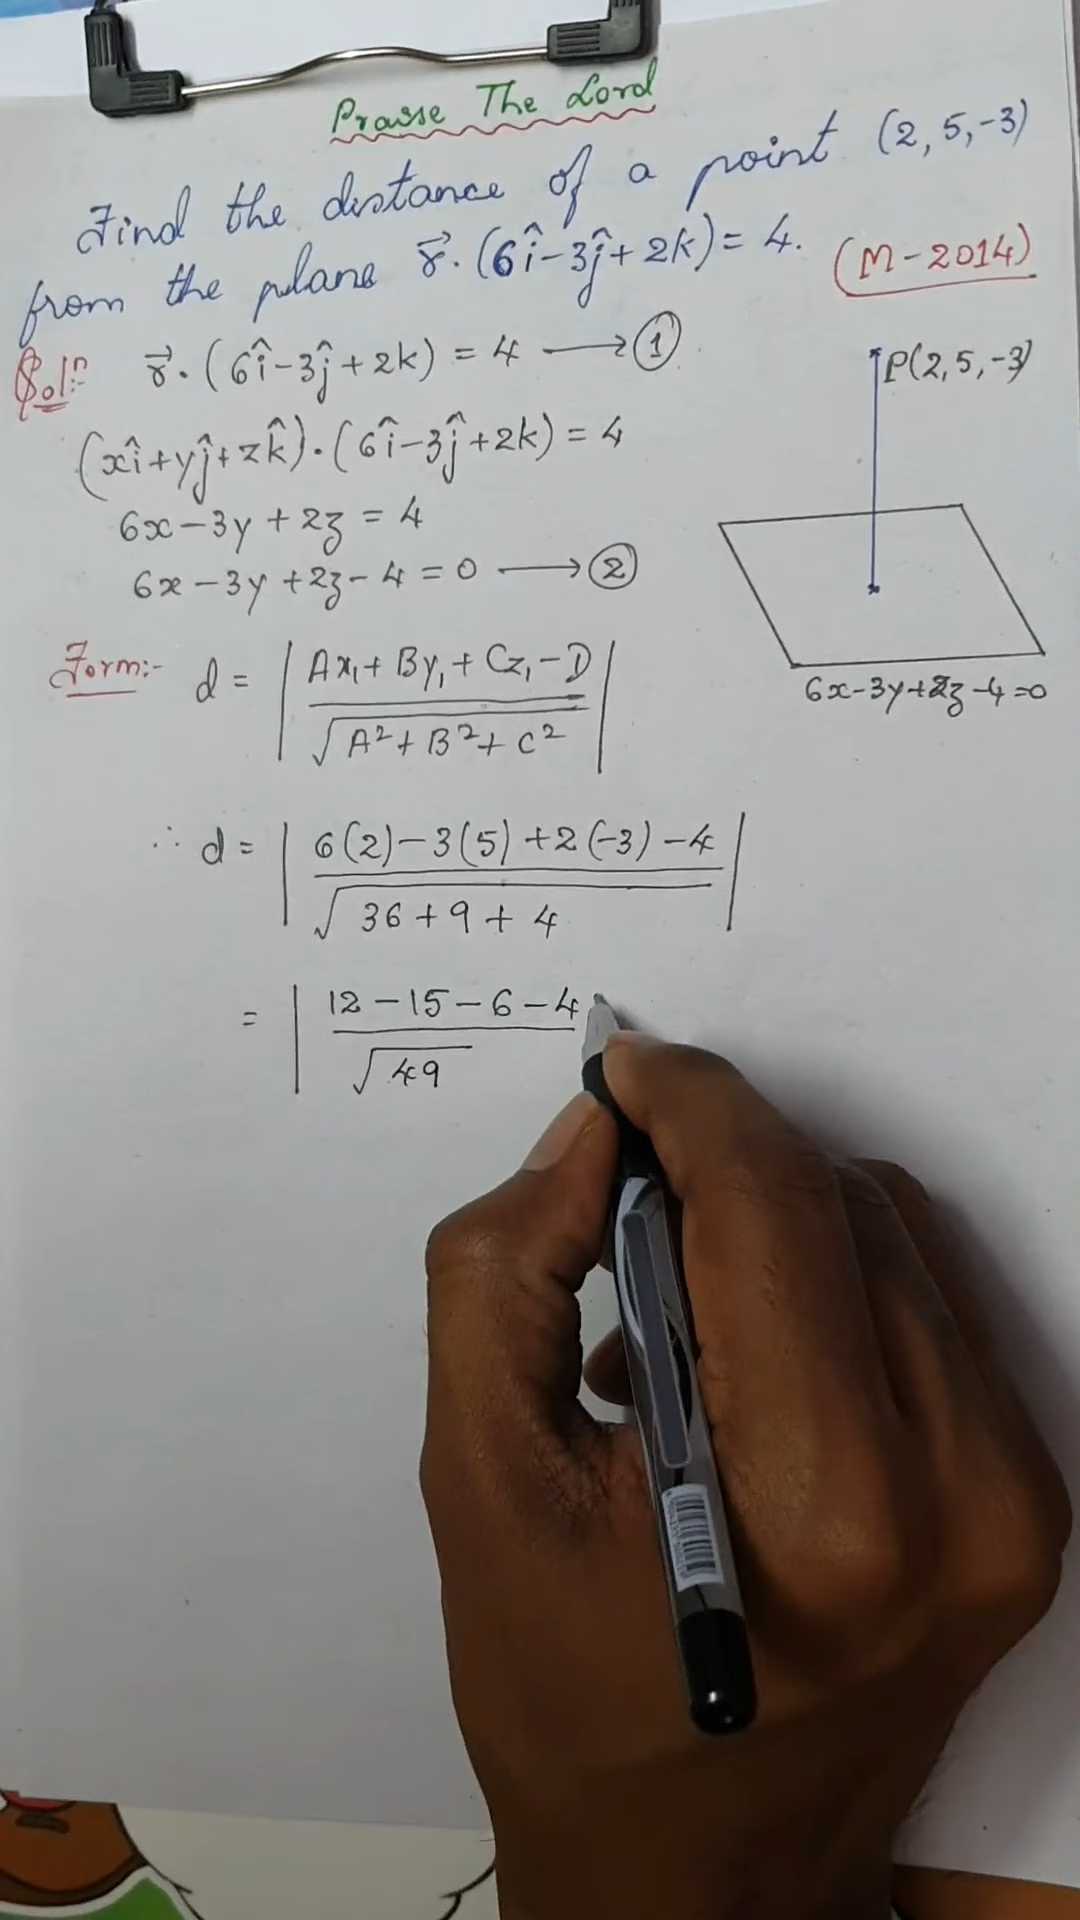 Praise The Lord
Find the distance of a point (2, 5, -3)
from the plane r⃗. (6î - 3ĵ + 2k) = 4. (M-2014)
Sol:- r⃗. (6î - 3ĵ + 2k) = 4 ⟶ ①
(xî + yĵ + zk̂).(6î - 3ĵ + 2k) = 4
6x - 3y + 2z = 4
6x - 3y + 2z - 4 = 0 ⟶ ②
P(2, 5, -3)
6x - 3y + 2z - 4 = 0
Form:- d = | Ax₁ + By₁ + Cz₁ - D / √A² + B² + C² |
∴ d = | 6(2) - 3(5) + 2(-3) - 4 / √36 + 9 + 4 |
= | 12 - 15 - 6 - 4 / √49